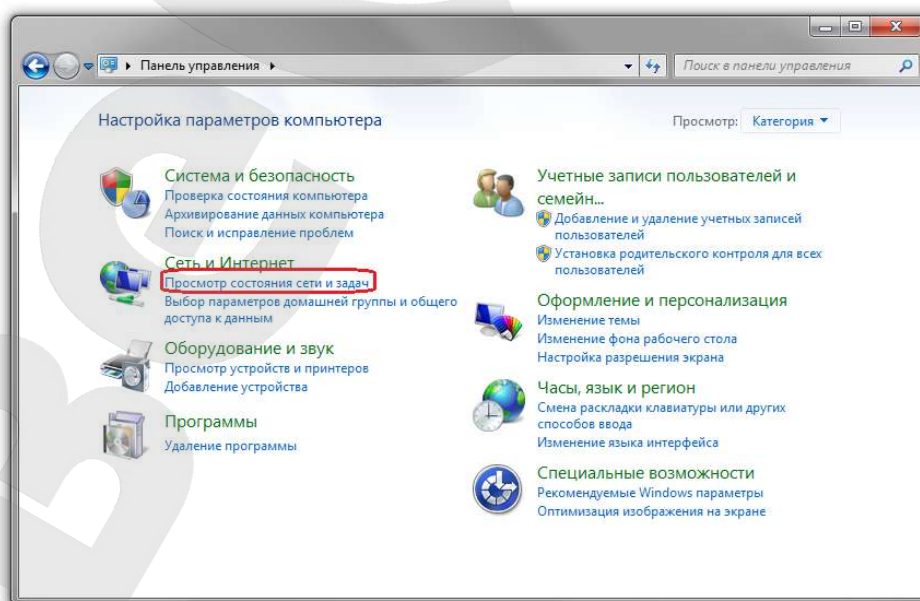 Панель управления
Поиск в панели управления
Настройка параметров компьютера
Просмотр: Категория
Система и безопасность
Проверка состояния компьютера
Архивирование данных компьютера
Поиск и исправление проблем
Сеть и Интернет
Просмотр состояния сети и задач
Выбор параметров домашней группы и общего
доступа к данным
Оборудование и звук
Просмотр устройств и принтеров
Добавление устройства
Программы
Удаление программы
Учетные записи пользователей и
семейн...
Добавление и удаление учетных записей
пользователей
Установка родительского контроля для всех
пользователей
Оформление и персонализация
Изменение темы
Изменение фона рабочего стола
Настройка разрешения экрана
Часы, язык и регион
Смена раскладки клавиатуры или других
способов ввода
Изменение языка интерфейса
Специальные возможности
Рекомендуемые Windows параметры
Оптимизация изображения на экране